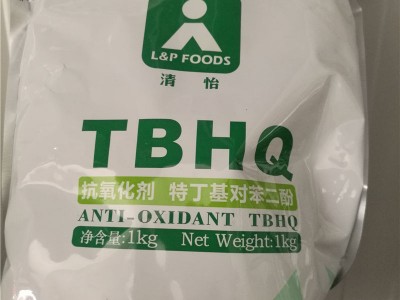 L&P FOODS
清怡
TBHQ
抗氧化剂 特丁基对苯二酚
ANTI-OXIDANT TBHQ
净含量:1kg Net Weight:1kg